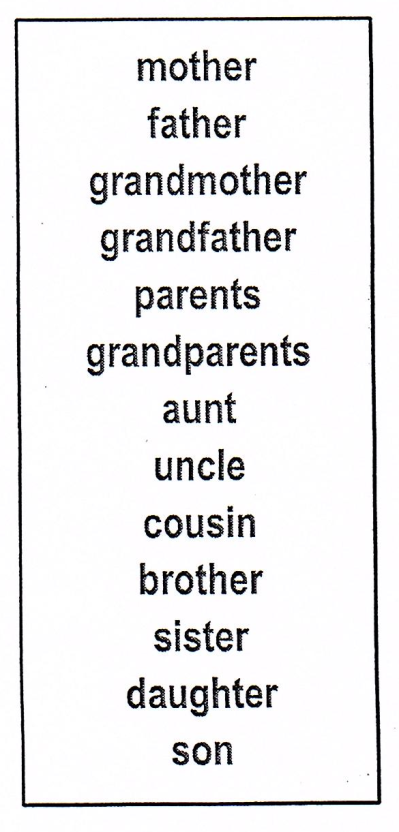 mother
father
grandmother
grandfather
parents
grandparents
aunt
uncle
cousin
brother
sister
daughter
son